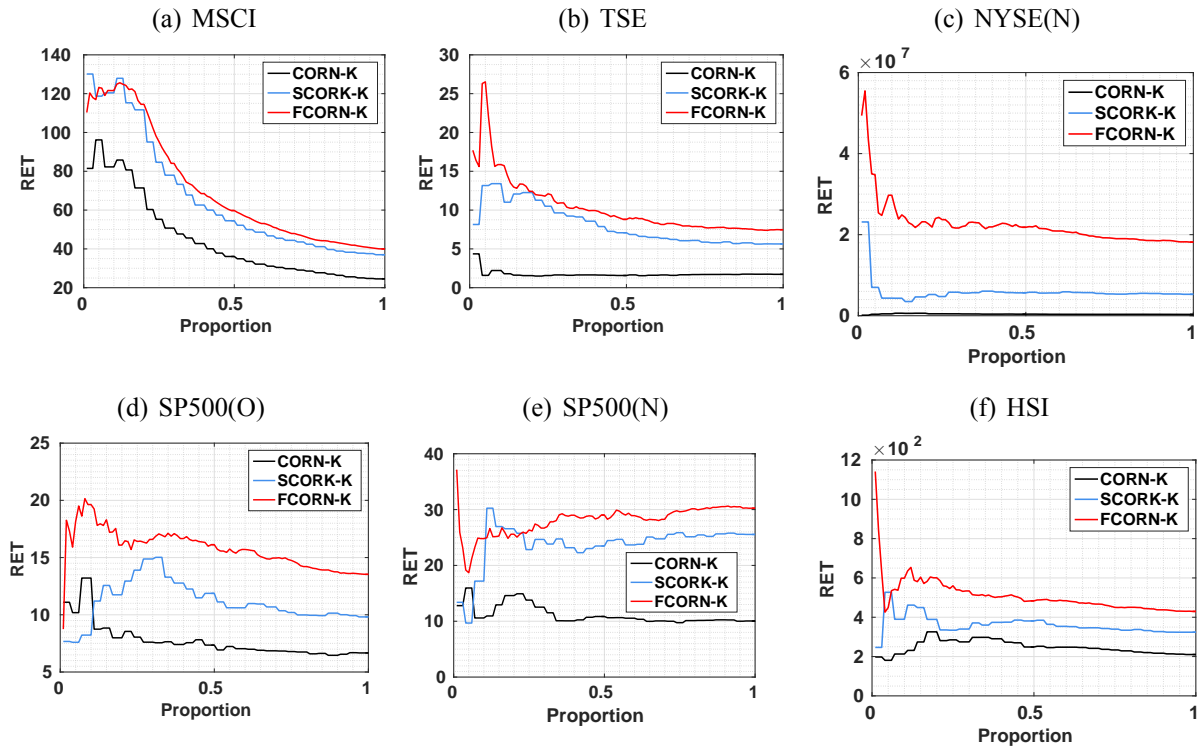 (a) MSCI
140
120
100
80
60
40
20
RET
0
0.5
1
Proportion
CORN-K
SCORK-K
FCORN-K
(b) TSE
30
25
20
15
10
5
0
RET
0
0.5
1
Proportion
CORN-K
SCORK-K
FCORN-K
(c) NYSE(N)
× 10 7
6
4
2
0
RET
0
0.5
1
Proportion
CORN-K
SCORK-K
FCORN-K
(d) SP500(O)
25
20
15
10
5
RET
0
0.5
1
Proportion
CORN-K
SCORK-K
FCORN-K
(e) SP500(N)
40
30
20
10
0
RET
0
0.5
1
Proportion
CORN-K
SCORK-K
FCORN-K
(f) HSI
× 10 2
12
10
8
6
4
2
0
RET
0
0.5
1
Proportion
CORN-K
SCORK-K
FCORN-K